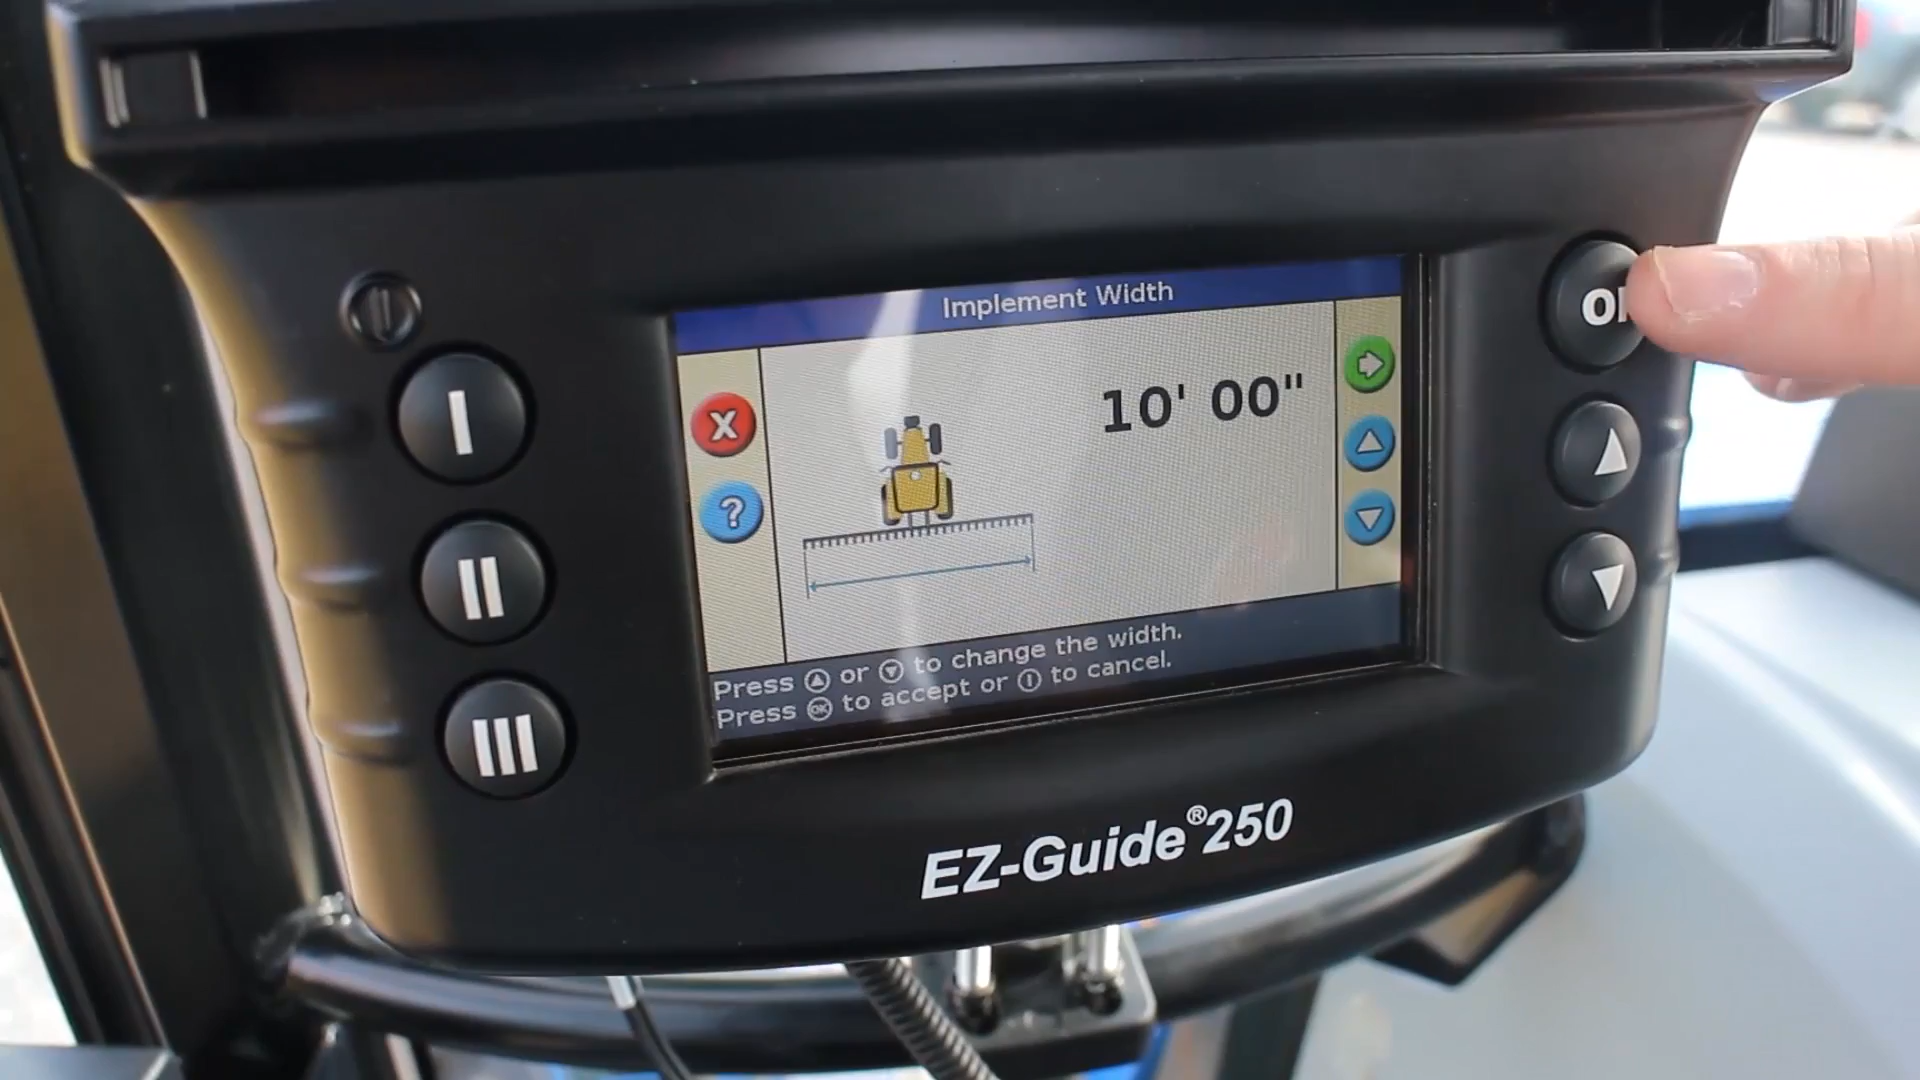 Implement Width
10' 00"
X
?
Press or to change the width.
Press OK to accept or I to cancel.
I
II
III
EZ-Guide®250